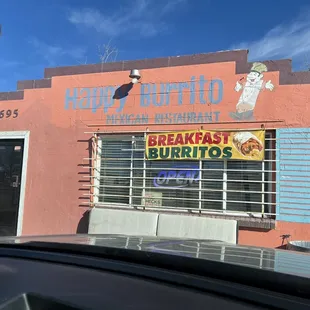 Happy Burrito
MEXICAN RESTAURANT
695
BREAKFAST
BURRITOS
OPEN